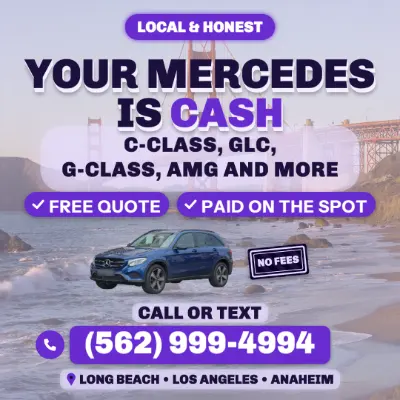 LOCAL & HONEST
YOUR MERCEDES
IS CASH
C-CLASS, GLC,
G-CLASS, AMG AND MORE
FREE QUOTE
PAID ON THE SPOT
NO FEES
CALL OR TEXT
(562) 999-4994
LONG BEACH • LOS ANGELES • ANAHEIM